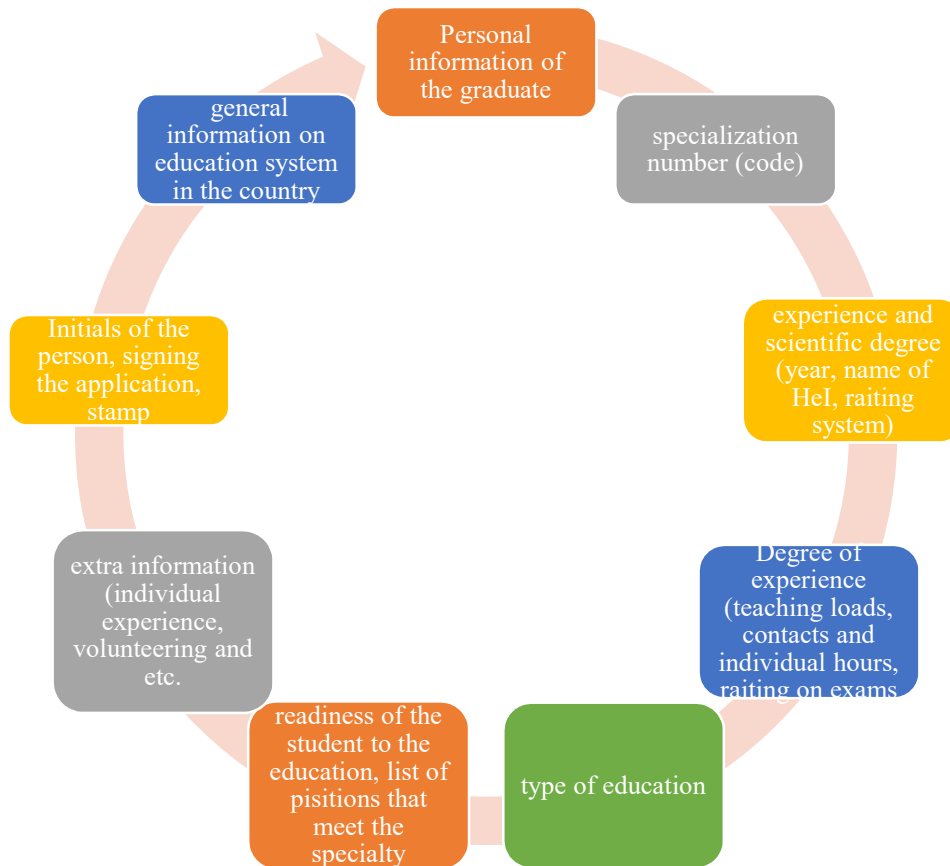 Personal
information of
the graduate
specialization
number (code)
experience and
scientific degree
(year, name of
HeI, raiting
system)
Degree of
experience
(teaching loads,
contacts and
individual hours,
raiting on exams
type of education
readiness of the
student to the
education, list of
pisitions that
meet the
specialty
extra information
(individual
experience,
volunteering and
etc.
Initials of the
person, signing
the application,
stamp
general
information on
education system
in the country